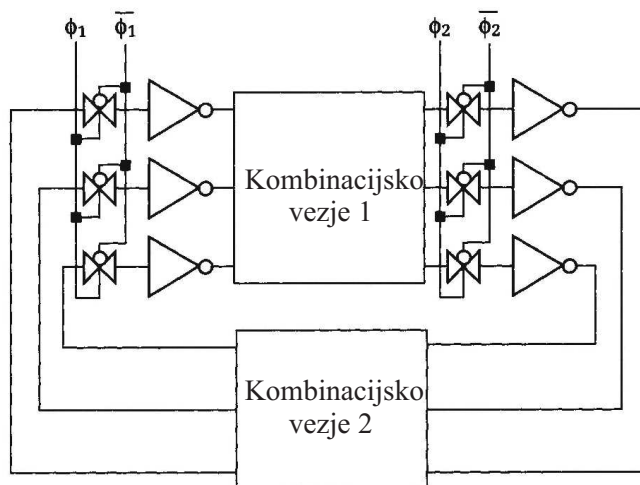 ϕ₁ ϕ̅₁ ϕ₂ ϕ̅₂
Kombinacijsko
vezje 1
Kombinacijsko
vezje 2